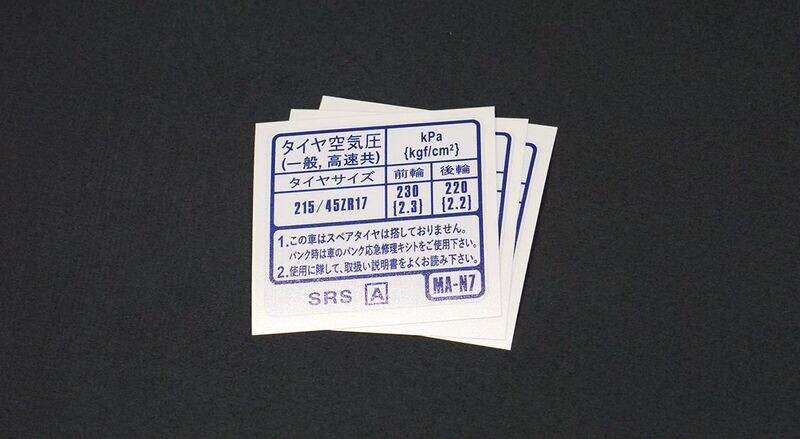 タイヤ空気圧
(一般, 高速共)
kPa
{kgf/cm²}
タイヤサイズ
前輪
後輪
215/45ZR17
230
{2.3}
220
{2.2}
1.この車はスペアタイヤは搭しておりません。
パンク時は車のパンク応急修理キシトをご使用下さい。
2.使用に隊して、取扱い説明書をよくお読み下さい。
SRS A
MA-N7